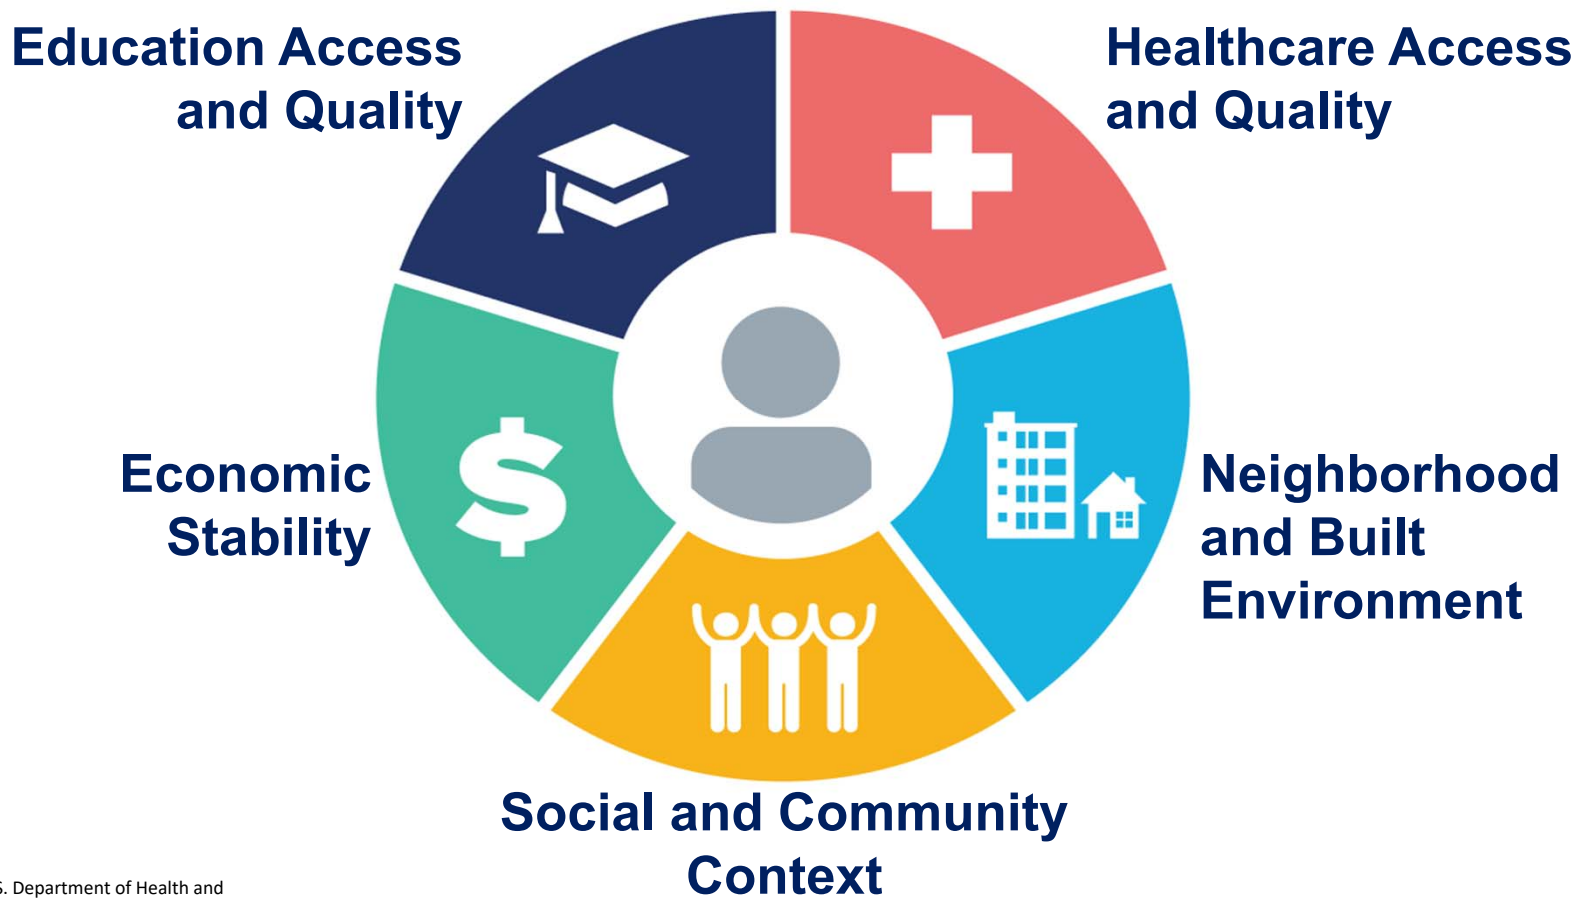 Education Access
and Quality
Healthcare Access
and Quality
Economic
Stability
$
Neighborhood
and Built
Environment
Social and Community
Context
S. Department of Health and